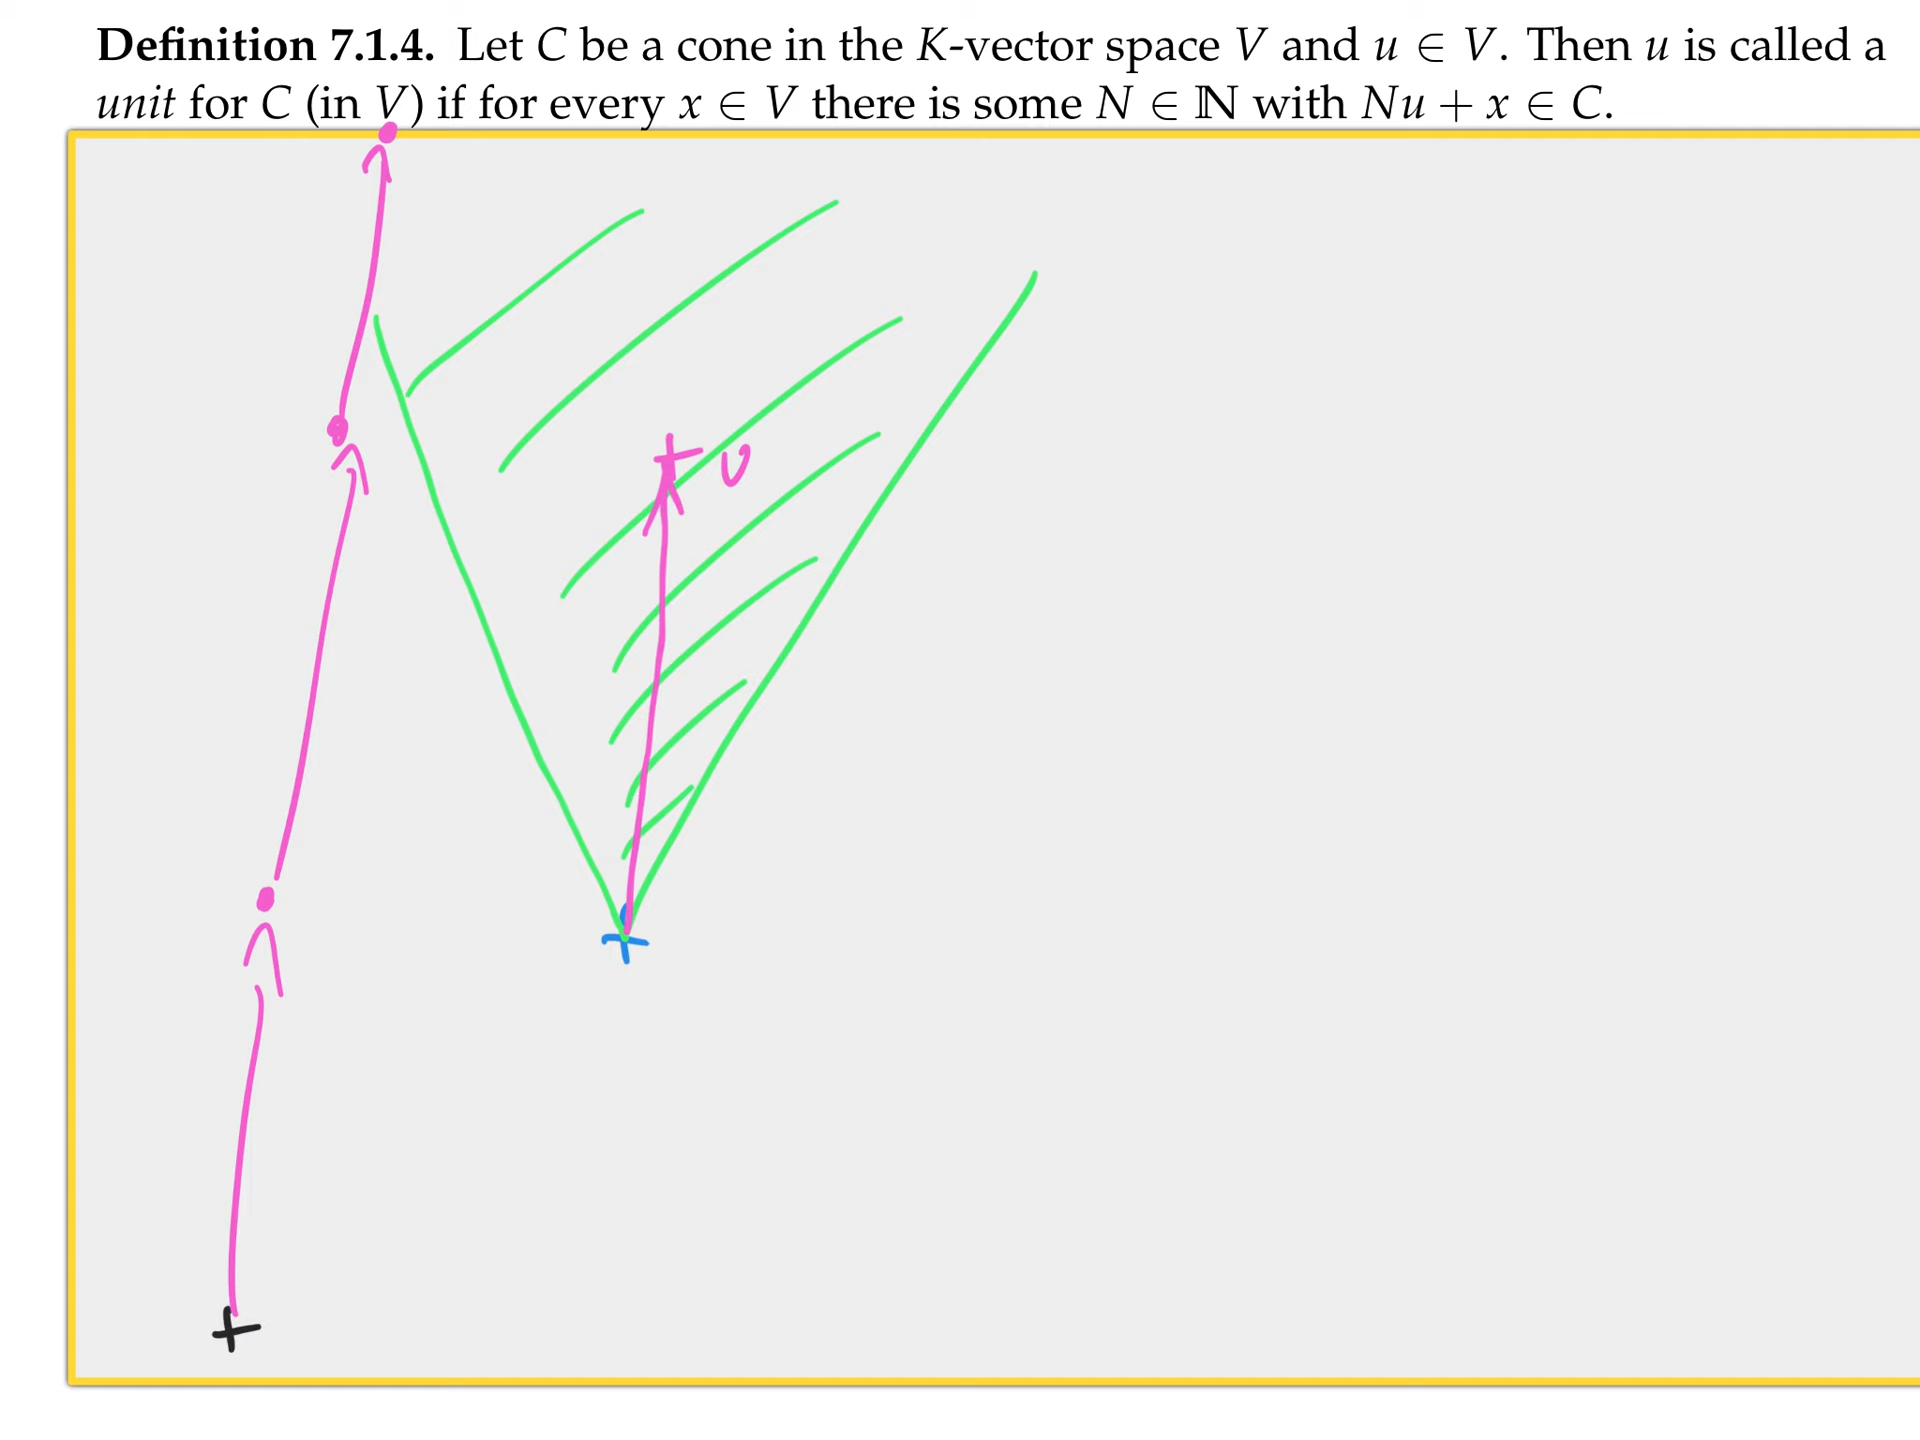 Definition 7.1.4. Let C be a cone in the K-vector space V and u ∈ V. Then u is called a
unit for C (in V) if for every x ∈ V there is some N ∈ ℕ with Nu + x ∈ C.
u